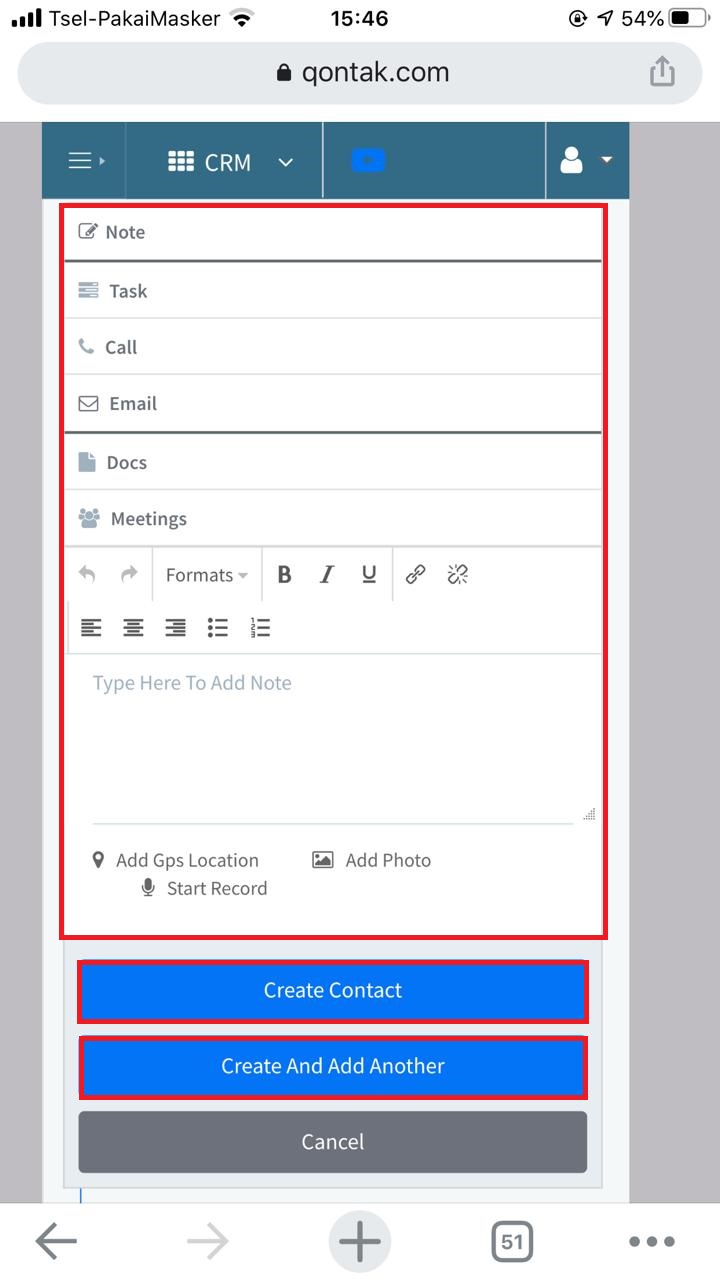 Tsel-PakaiMasker 15:46 54%
qontak.com
CRM
Note
Task
Call
Email
Docs
Meetings
Formats B I U
Type Here To Add Note
Add Gps Location Add Photo
Start Record
Create Contact
Create And Add Another
Cancel
51